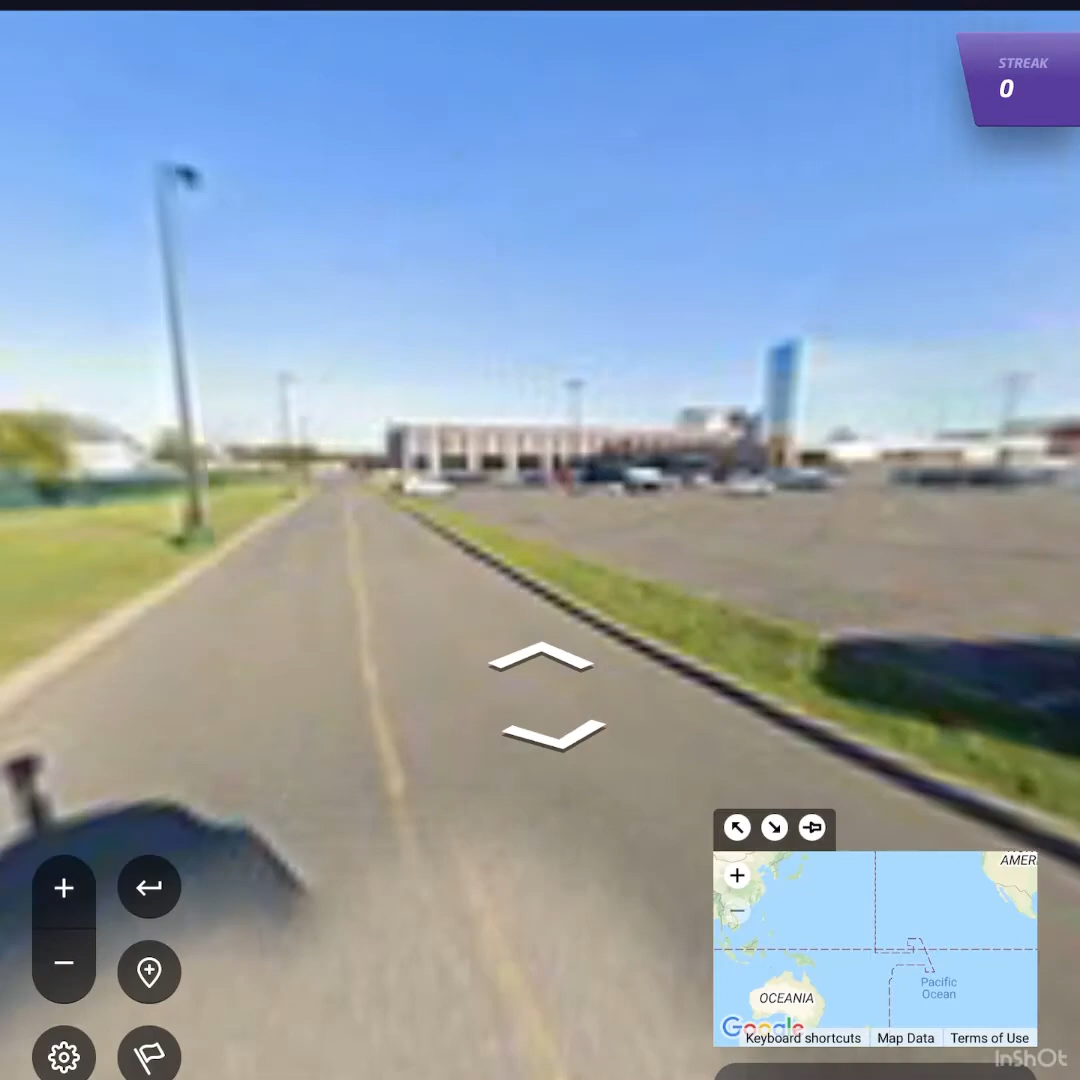 STREAK
0
AMER
Pacific
Ocean
OCEANIA
Google
Keyboard shortcuts
Map Data
Terms of Use
InShOt